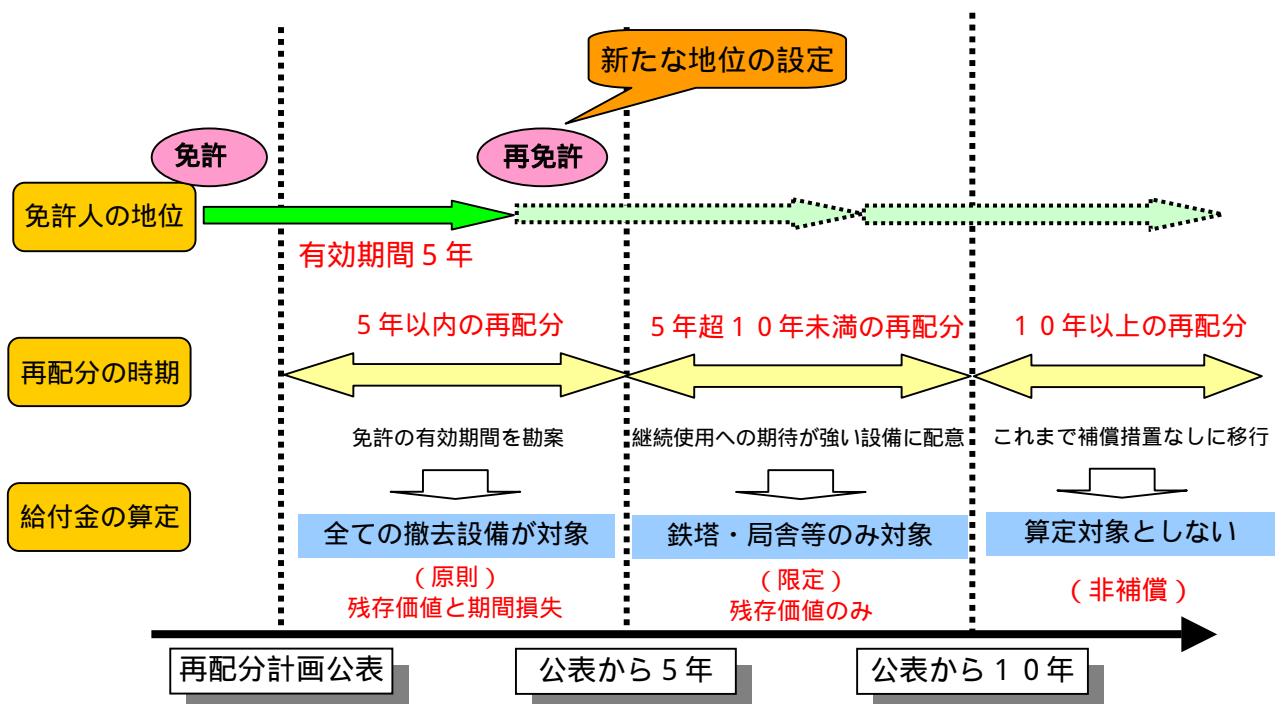 新たな地位の設定
免許
再免許
免許人の地位
有効期間５年
５年以内の再配分
５年超１０年未満の再配分
１０年以上の再配分
再配分の時期
免許の有効期間を勘案
継続使用への期待が強い設備に配意
これまで補償措置なしに移行
給付金の算定
全ての撤去設備が対象
鉄塔・局舎等のみ対象
算定対象としない
（原則）
残存価値と期間損失
（限定）
残存価値のみ
（非補償）
再配分計画公表
公表から５年
公表から１０年